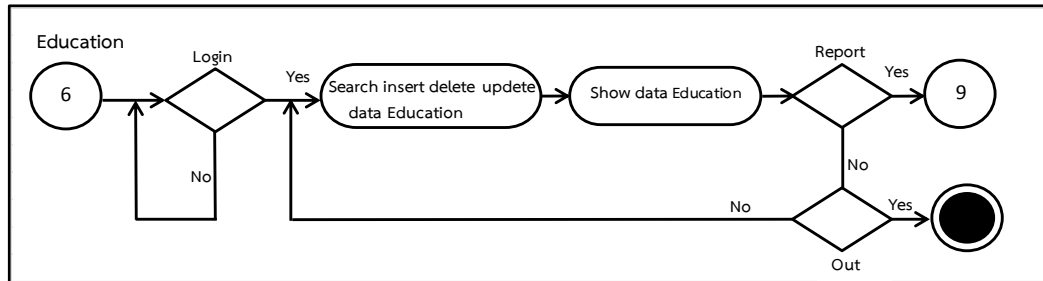 Education
6
Login
Yes
No
Search insert delete updete
data Education
Show data Education
Report
Yes
9
No
No
Yes
Out